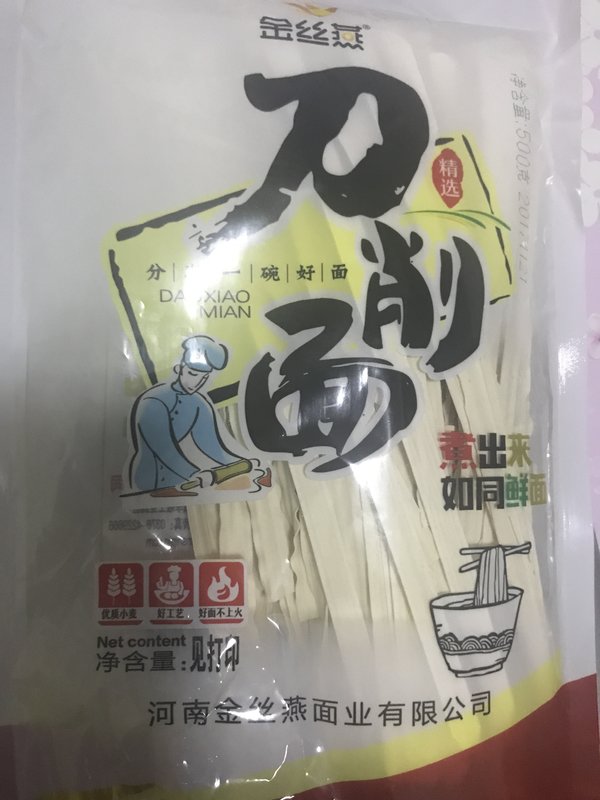 金丝燕®
刀削面
精选
净含量:500克
分
一碗好面
DAOXIAO
MIAN
煮出来
如同鲜面
优质小麦
好工艺
好面不上火
Net content
净含量:见打印
河南金丝燕面业有限公司